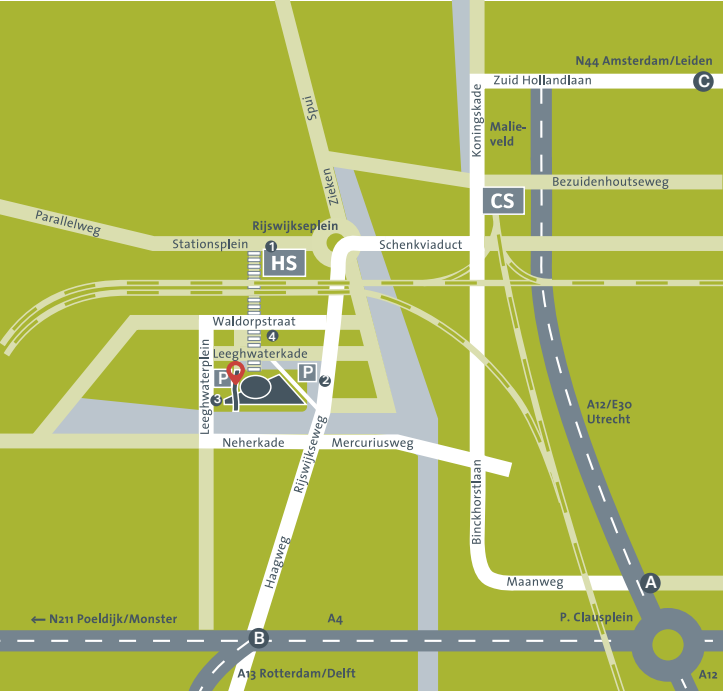 N44 Amsterdam/Leiden
Zuid Hollandlaan
C
Spui
Koningskade
Malie-
veld
Zieken
Bezuidenhoutseweg
CS
Parallelweg
Rijswijkseplein
Stationsplein
1
Schenkviaduct
HS
Waldorpstraat
4
Leeghwaterkade
Leeghwaterplein
P
P
2
3
A12/E30
Utrecht
Neherkade
Rijswijkseweg
Mercuriusweg
Binckhorstlaan
Haagweg
Maanweg
A
← N211 Poeldijk/Monster
A4
P. Clausplein
B
A13 Rotterdam/Delft
A12